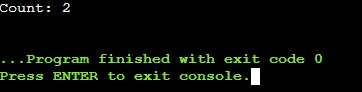 Count: 2
...Program finished with exit code 0
Press ENTER to exit console.